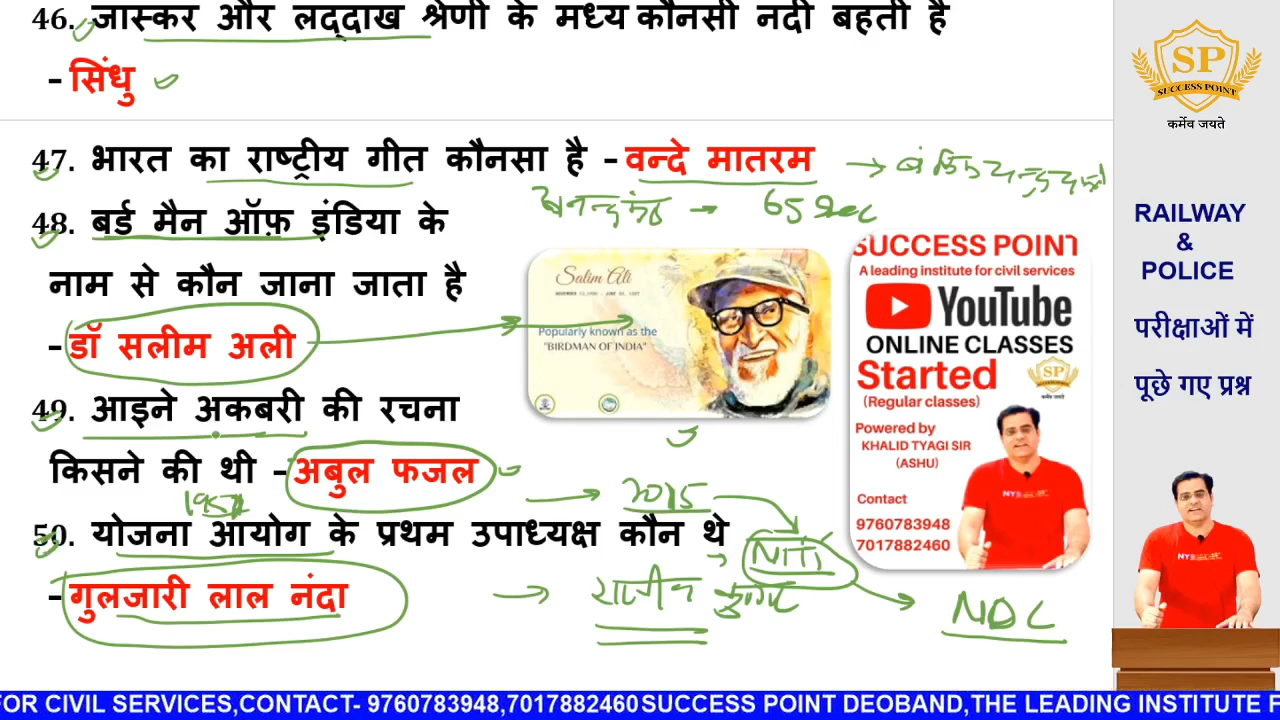 46. जास्कर और लद्दाख श्रेणी के मध्य कौनसी नदी बहती है
- सिंधु
47. भारत का राष्ट्रीय गीत कौनसा है - वन्दे मातरम
65 Sec
48. बर्ड मैन ऑफ़ इंडिया के
नाम से कौन जाना जाता है
- डॉ सलीम अली
49. आइने अकबरी की रचना
किसने की थी - अबुल फजल
2015
50. योजना आयोग के प्रथम उपाध्यक्ष कौन थे
NITI
- गुलजारी लाल नंदा
राजीव कुमार
NDC
Salim Ali
Popularly known as the
"BIRDMAN OF INDIA"
SUCCESS POINT
A leading institute for civil services
YouTube
ONLINE CLASSES
Started
SP
(Regular classes)
Powered by
KHALID TYAGI SIR
(ASHU)
Contact
9760783948
7017882460
SP
SUCCESS POINT
कर्मेव जयते
RAILWAY
&
POLICE
परीक्षाओं में
पूछे गए प्रश्न
FOR CIVIL SERVICES,CONTACT- 9760783948,7017882460 SUCCESS POINT DEOBAND,THE LEADING INSTITUTE F